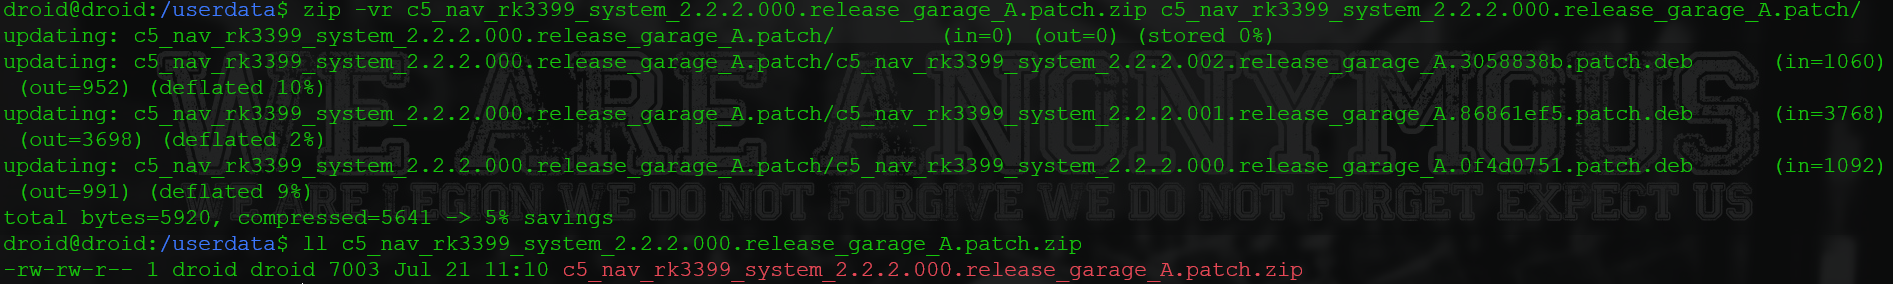 droid@droid:/userdata$ zip -vr c5_nav_rk3399_system_2.2.2.000.release_garage_A.patch.zip c5_nav_rk3399_system_2.2.2.000.release_garage_A.patch/
updating: c5_nav_rk3399_system_2.2.2.000.release_garage_A.patch/         (in=0) (out=0) (stored 0%)
updating: c5_nav_rk3399_system_2.2.2.000.release_garage_A.patch/c5_nav_rk3399_system_2.2.2.002.release_garage_A.3058838b.patch.deb       (in=1060)
 (out=952) (deflated 10%)
updating: c5_nav_rk3399_system_2.2.2.000.release_garage_A.patch/c5_nav_rk3399_system_2.2.2.001.release_garage_A.86861ef5.patch.deb       (in=3768)
 (out=3698) (deflated 2%)
updating: c5_nav_rk3399_system_2.2.2.000.release_garage_A.patch/c5_nav_rk3399_system_2.2.2.000.release_garage_A.0f4d0751.patch.deb       (in=1092)
 (out=991) (deflated 9%)
total bytes=5920, compressed=5641 -> 5% savings
droid@droid:/userdata$ ll c5_nav_rk3399_system_2.2.2.000.release_garage_A.patch.zip
-rw-rw-r-- 1 droid droid 7003 Jul 21 11:10 c5_nav_rk3399_system_2.2.2.000.release_garage_A.patch.zip
WE ARE ANONYMOUS
WE ARE LEGION WE DO NOT FORGIVE WE DO NOT FORGET EXPECT US